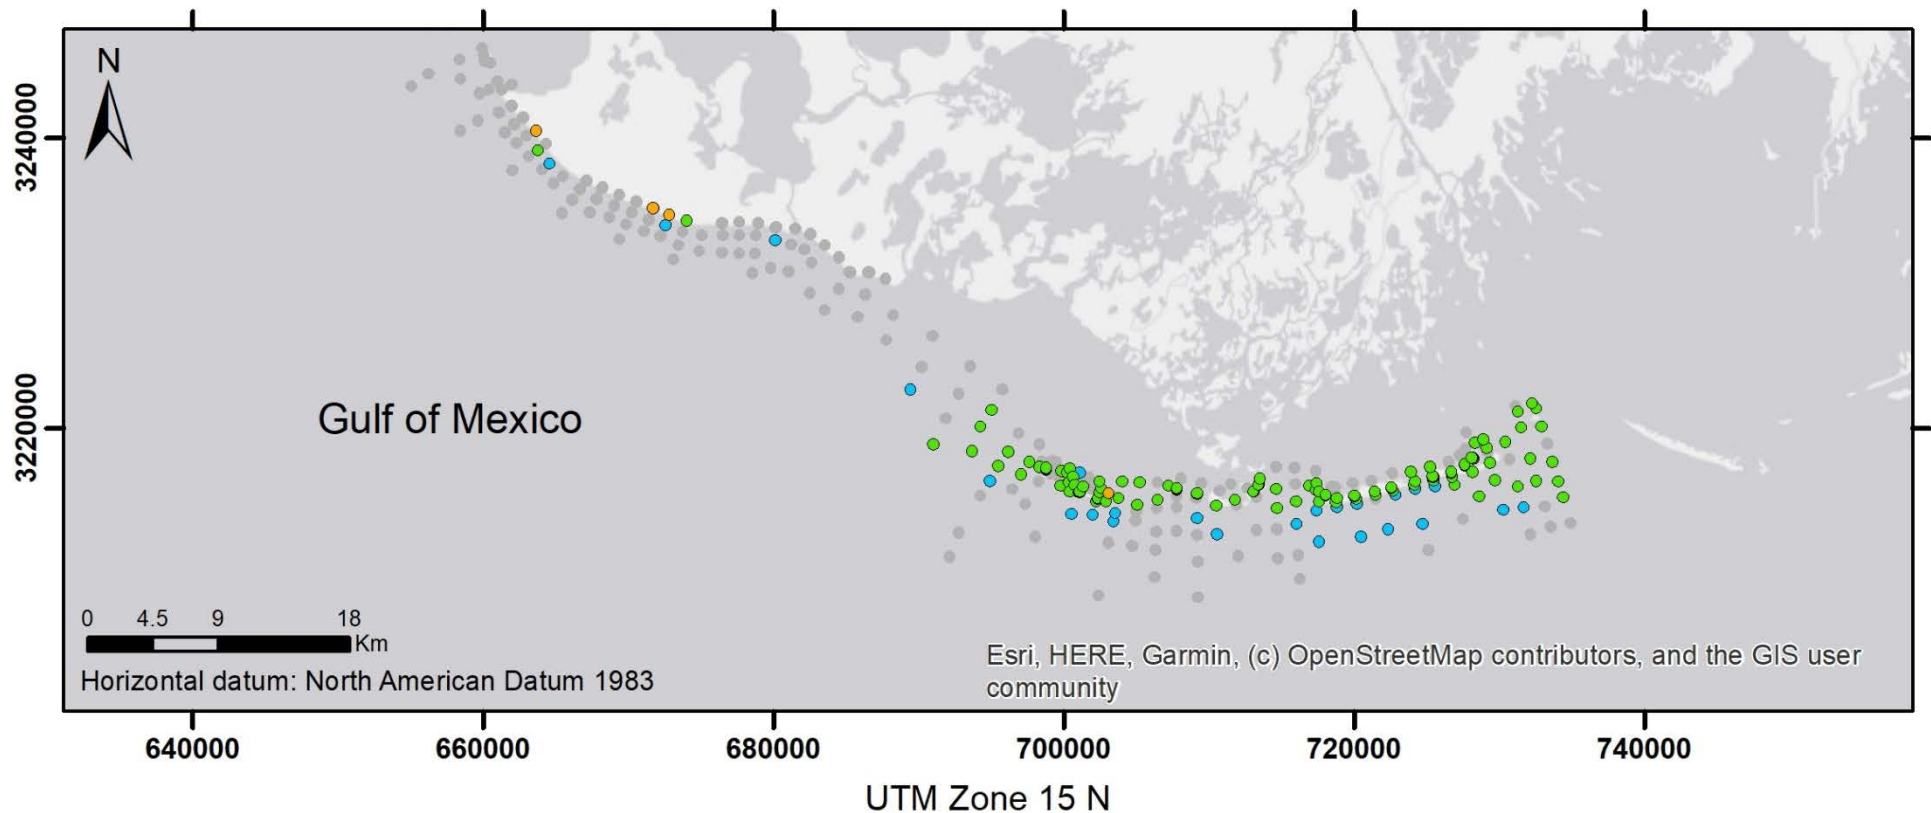 N
3240000
3220000
Gulf of Mexico
0 4.5 9 18
Km
Horizontal datum: North American Datum 1983
Esri, HERE, Garmin, (c) OpenStreetMap contributors, and the GIS user
community
640000 660000 680000 700000 720000 740000
UTM Zone 15 N